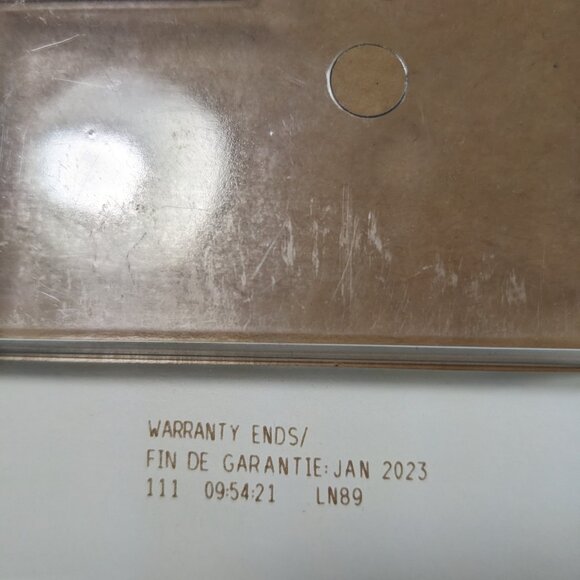 WARRANTY ENDS/
FIN DE GARANTIE: JAN 2023
111 09:54:21 LN89